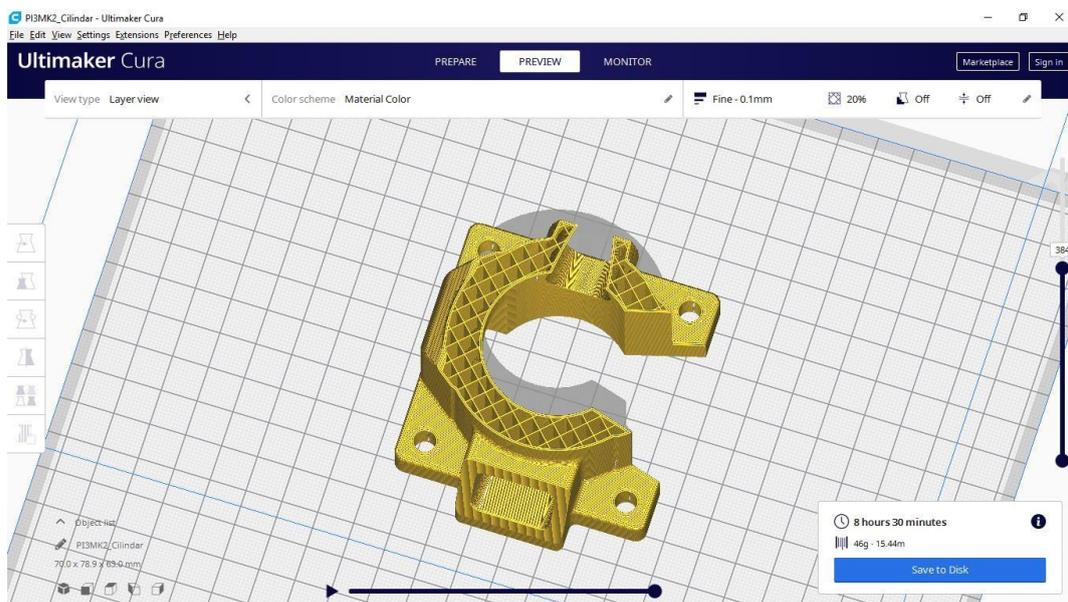 PI3MK2_Cilindar - Ultimaker Cura
File Edit View Settings Extensions Preferences Help
Ultimaker Cura
PREPARE PREVIEW MONITOR
Marketplace Sign in
View type Layer view
Color scheme Material Color
Fine - 0.1mm 20% Off Off
384
Object list
PI3MK2_Cilindar
70.0 x 78.9 x 63.0 mm
8 hours 30 minutes
46g · 15.44m
Save to Disk